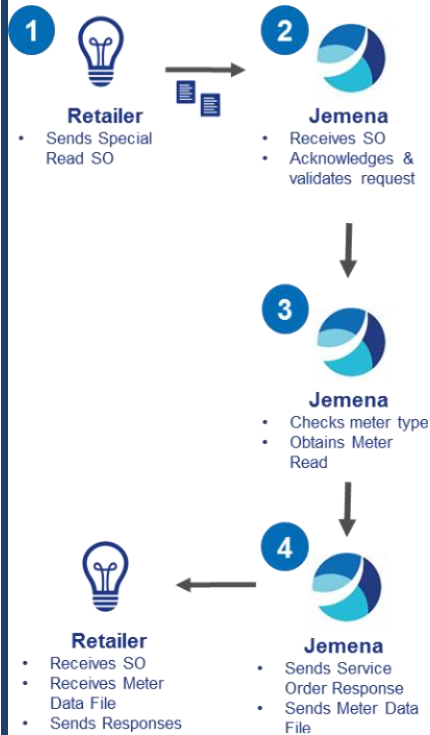 1
Retailer
• Sends Special
Read SO
2
Jemena
• Receives SO
• Acknowledges &
validates request
3
Jemena
• Checks meter type
• Obtains Meter
Read
4
Jemena
• Sends Service
Order Response
• Sends Meter Data
File
Retailer
• Receives SO
• Receives Meter
Data File
• Sends Responses